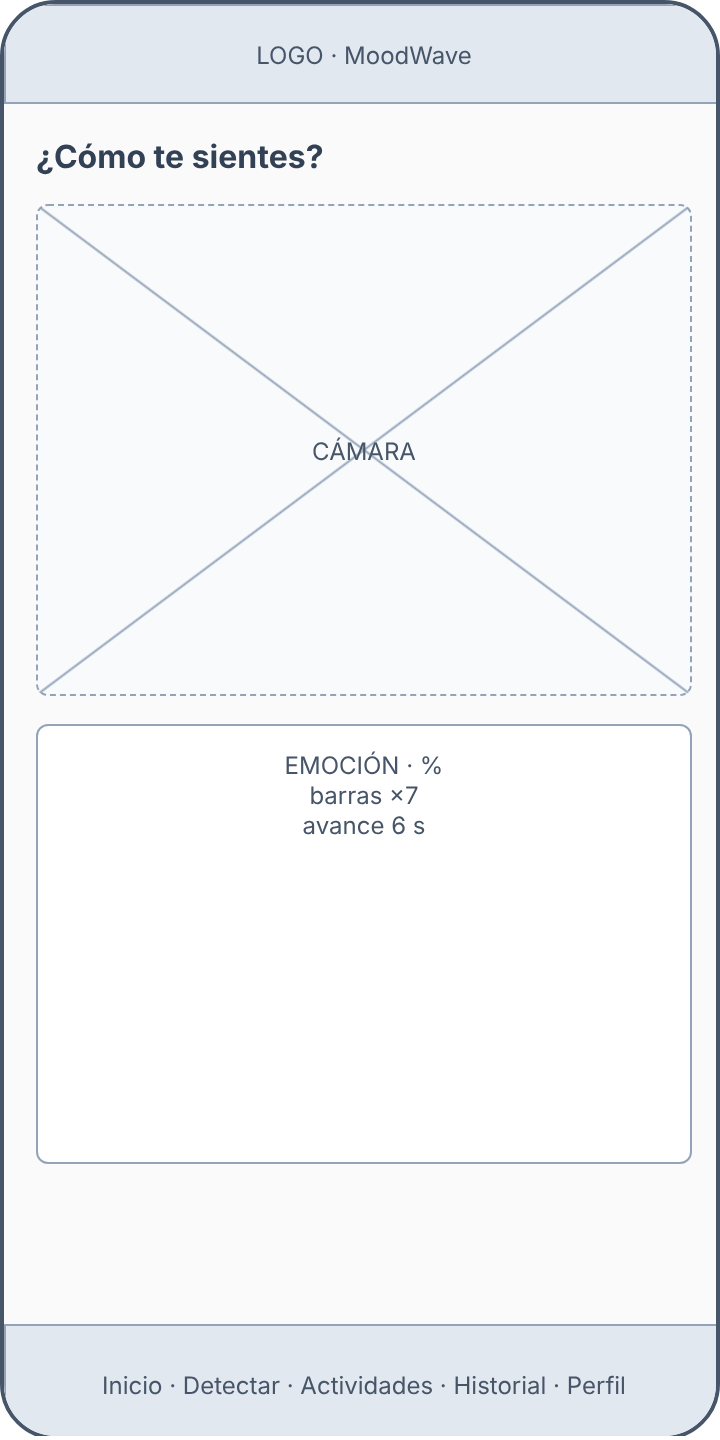 LOGO · MoodWave
¿Cómo te sientes?
CÁMARA
EMOCIÓN · %
barras ×7
avance 6 s
Inicio · Detectar · Actividades · Historial · Perfil